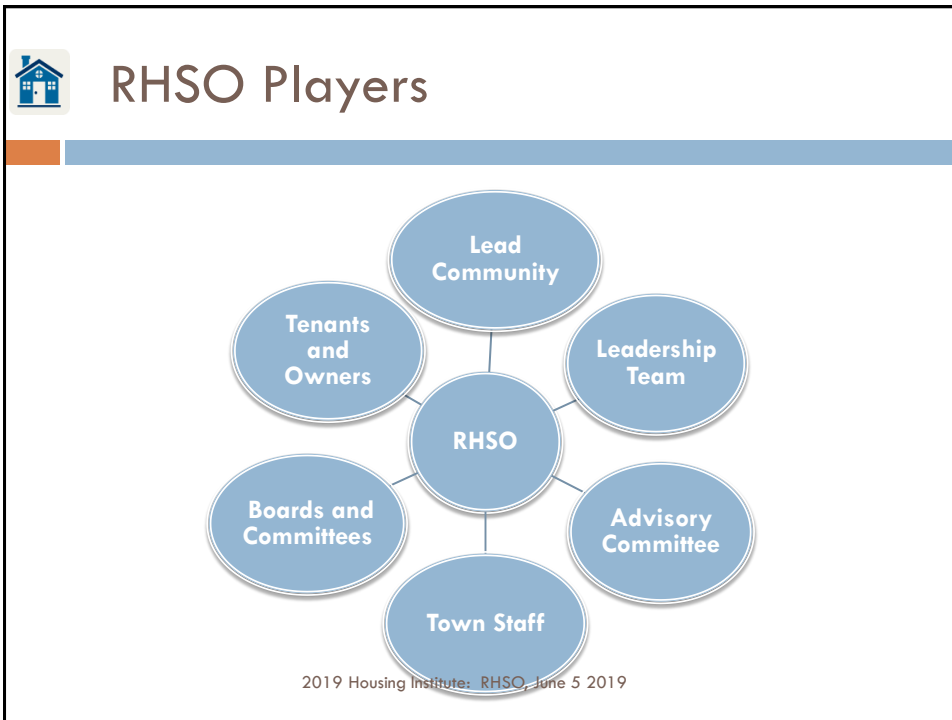 RHSO Players
Lead
Community
Tenants
and
Owners
Leadership
Team
RHSO
Boards and
Committees
Advisory
Committee
Town Staff
2019 Housing Institute: RHSO, June 5 2019